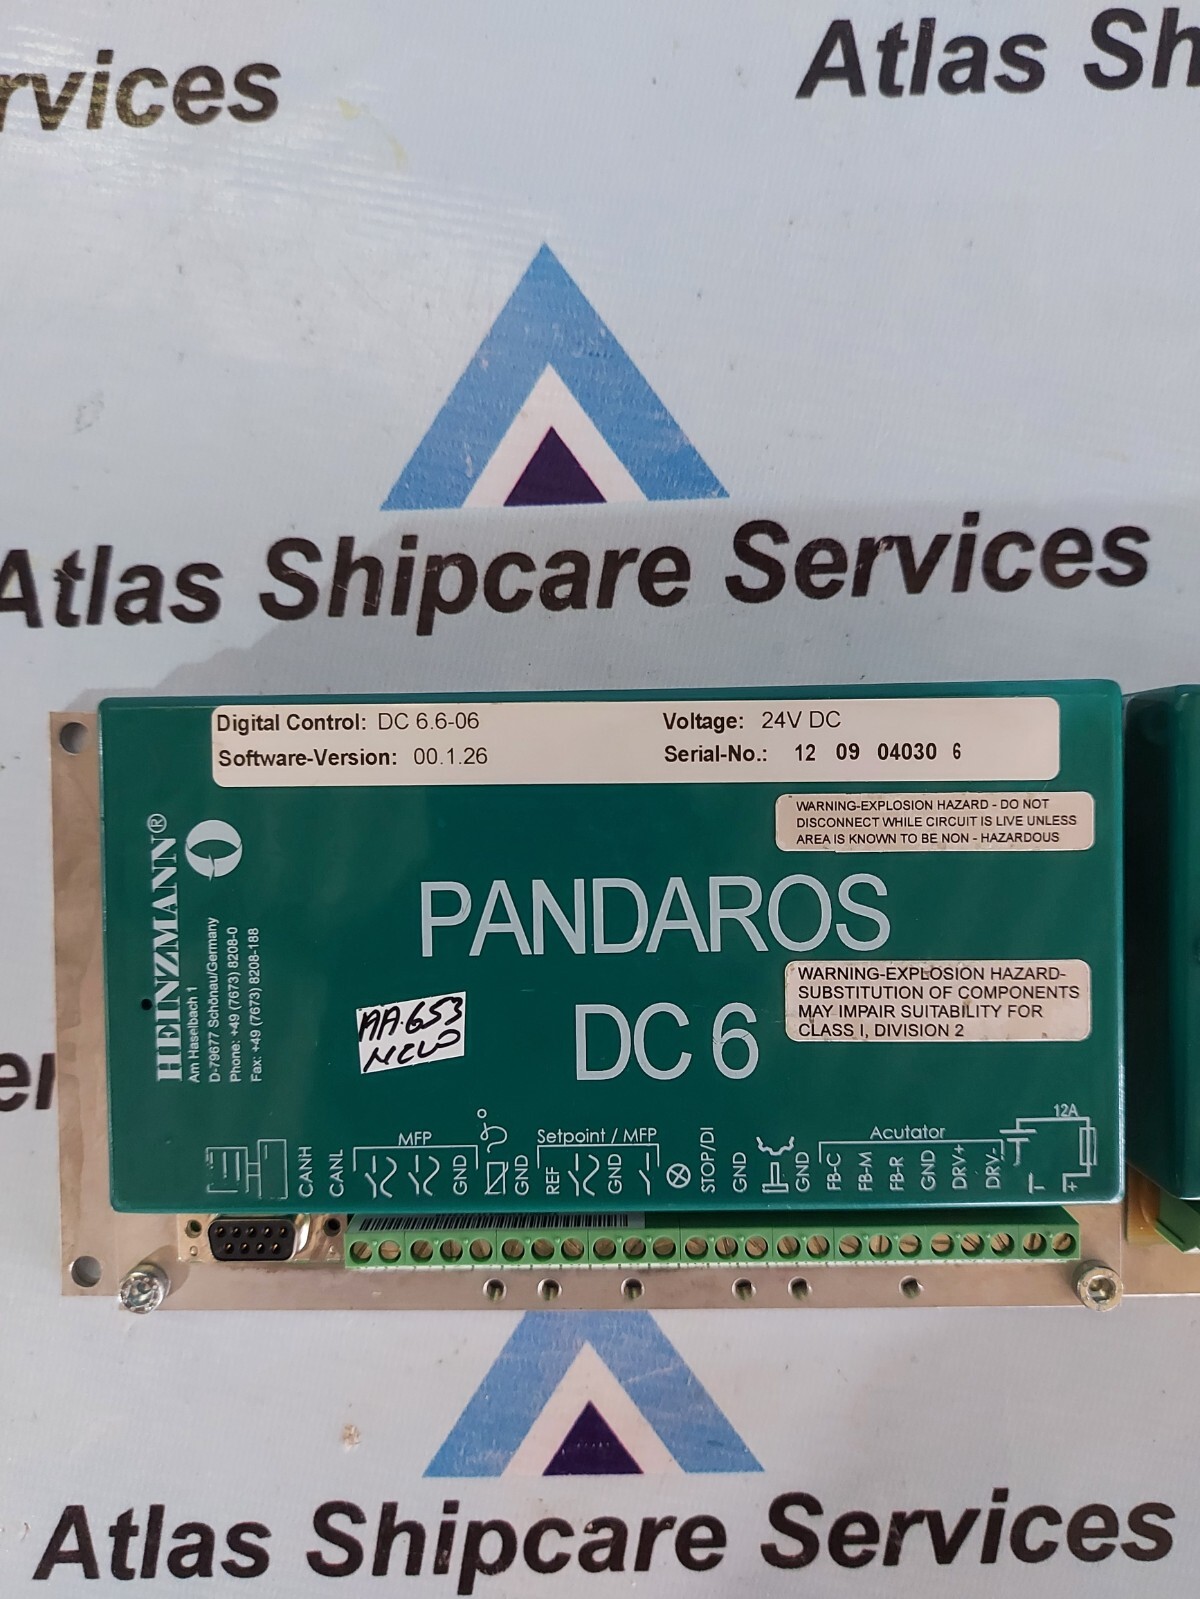 rvices
Atlas Sh
Atlas Shipcare Services
Digital Control: DC 6.6-06
Voltage: 24V DC
Software-Version: 00.1.26
Serial-No.: 12 09 04030 6
WARNING-EXPLOSION HAZARD - DO NOT
DISCONNECT WHILE CIRCUIT IS LIVE UNLESS
AREA IS KNOWN TO BE NON - HAZARDOUS
HEINZMANN®
Am Haselbach 1
D-79677 Schönau/Germany
Phone: +49 (7673) 8208-0
Fax: +49 (7673) 8208-188
PANDAROS
DC 6
WARNING-EXPLOSION HAZARD-
SUBSTITUTION OF COMPONENTS
MAY IMPAIR SUITABILITY FOR
CLASS I, DIVISION 2
AA.653
er
12A
MFP
Setpoint / MFP
Acutator
CANH
CANL
GND
GND
REF
GND
STOP/DI
GND
GND
FB-C
FB-M
FB-R
GND
DRV+
DRV-
Atlas Shipcare Services